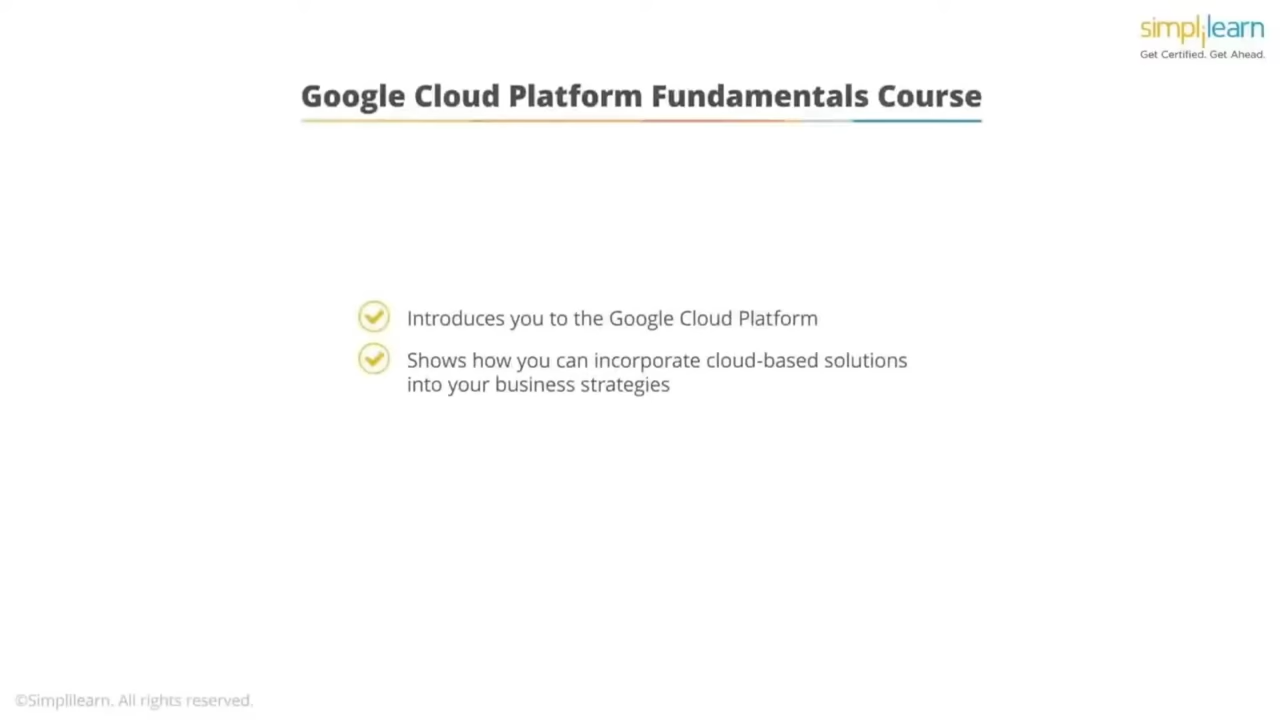 simplilearn
Get Certified. Get Ahead.
Google Cloud Platform Fundamentals Course
Introduces you to the Google Cloud Platform
Shows how you can incorporate cloud-based solutions
into your business strategies
©Simplilearn. All rights reserved.